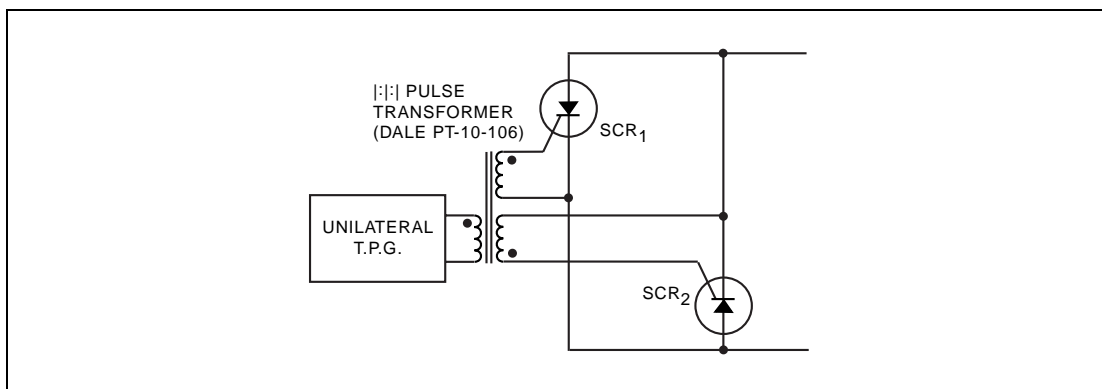 |:|:| PULSE
TRANSFORMER
(DALE PT-10-106)
SCR1
UNILATERAL
T.P.G.
SCR2